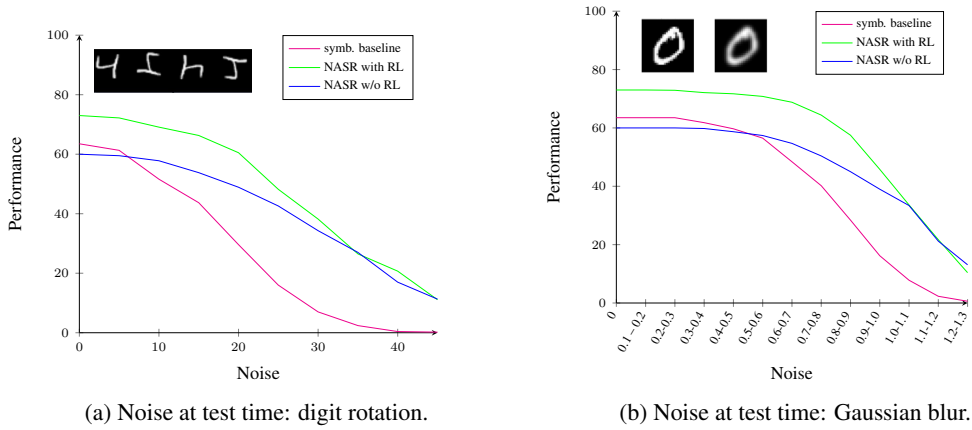 symb. baseline
NASR with RL
NASR w/o RL
100
80
60
40
20
0
Performance
0 10 20 30 40
Noise
(a) Noise at test time: digit rotation.
symb. baseline
NASR with RL
NASR w/o RL
100
80
60
40
20
0
Performance
0 0.1 – 0.2 0.2-0.3 0.3-0.4 0.4-0.5 0.5-0.6 0.6-0.7 0.7-0.8 0.8-0.9 0.9-1.0 1.0-1.1 1.1-1.2 1.2-1.3
Noise
(b) Noise at test time: Gaussian blur.